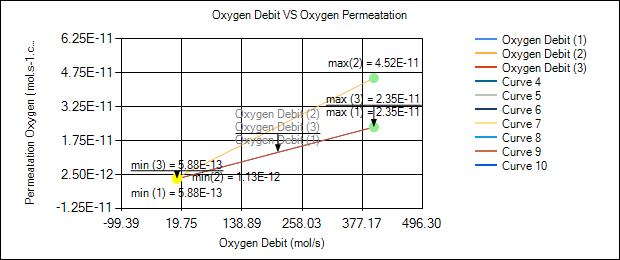 Oxygen Debit VS Oxygen Permeatation
Permeatation Oxygen (mol.s-1.c..
6.25E-11
4.75E-11
3.25E-11
1.75E-11
2.50E-12
-1.25E-11
max(2) = 4.52E-11
max (3) = 2.35E-11
max (1) = 2.35E-11
Oxygen Debit (2)
Oxygen Debit (3)
Oxygen Debit (1)
min (3) = 5.88E-13
min(2) = 1.13E-12
min (1) = 5.88E-13
-99.39 19.75 138.89 258.03 377.17 496.30
Oxygen Debit (mol/s)
Oxygen Debit (1)
Oxygen Debit (2)
Oxygen Debit (3)
Curve 4
Curve 5
Curve 6
Curve 7
Curve 8
Curve 9
Curve 10